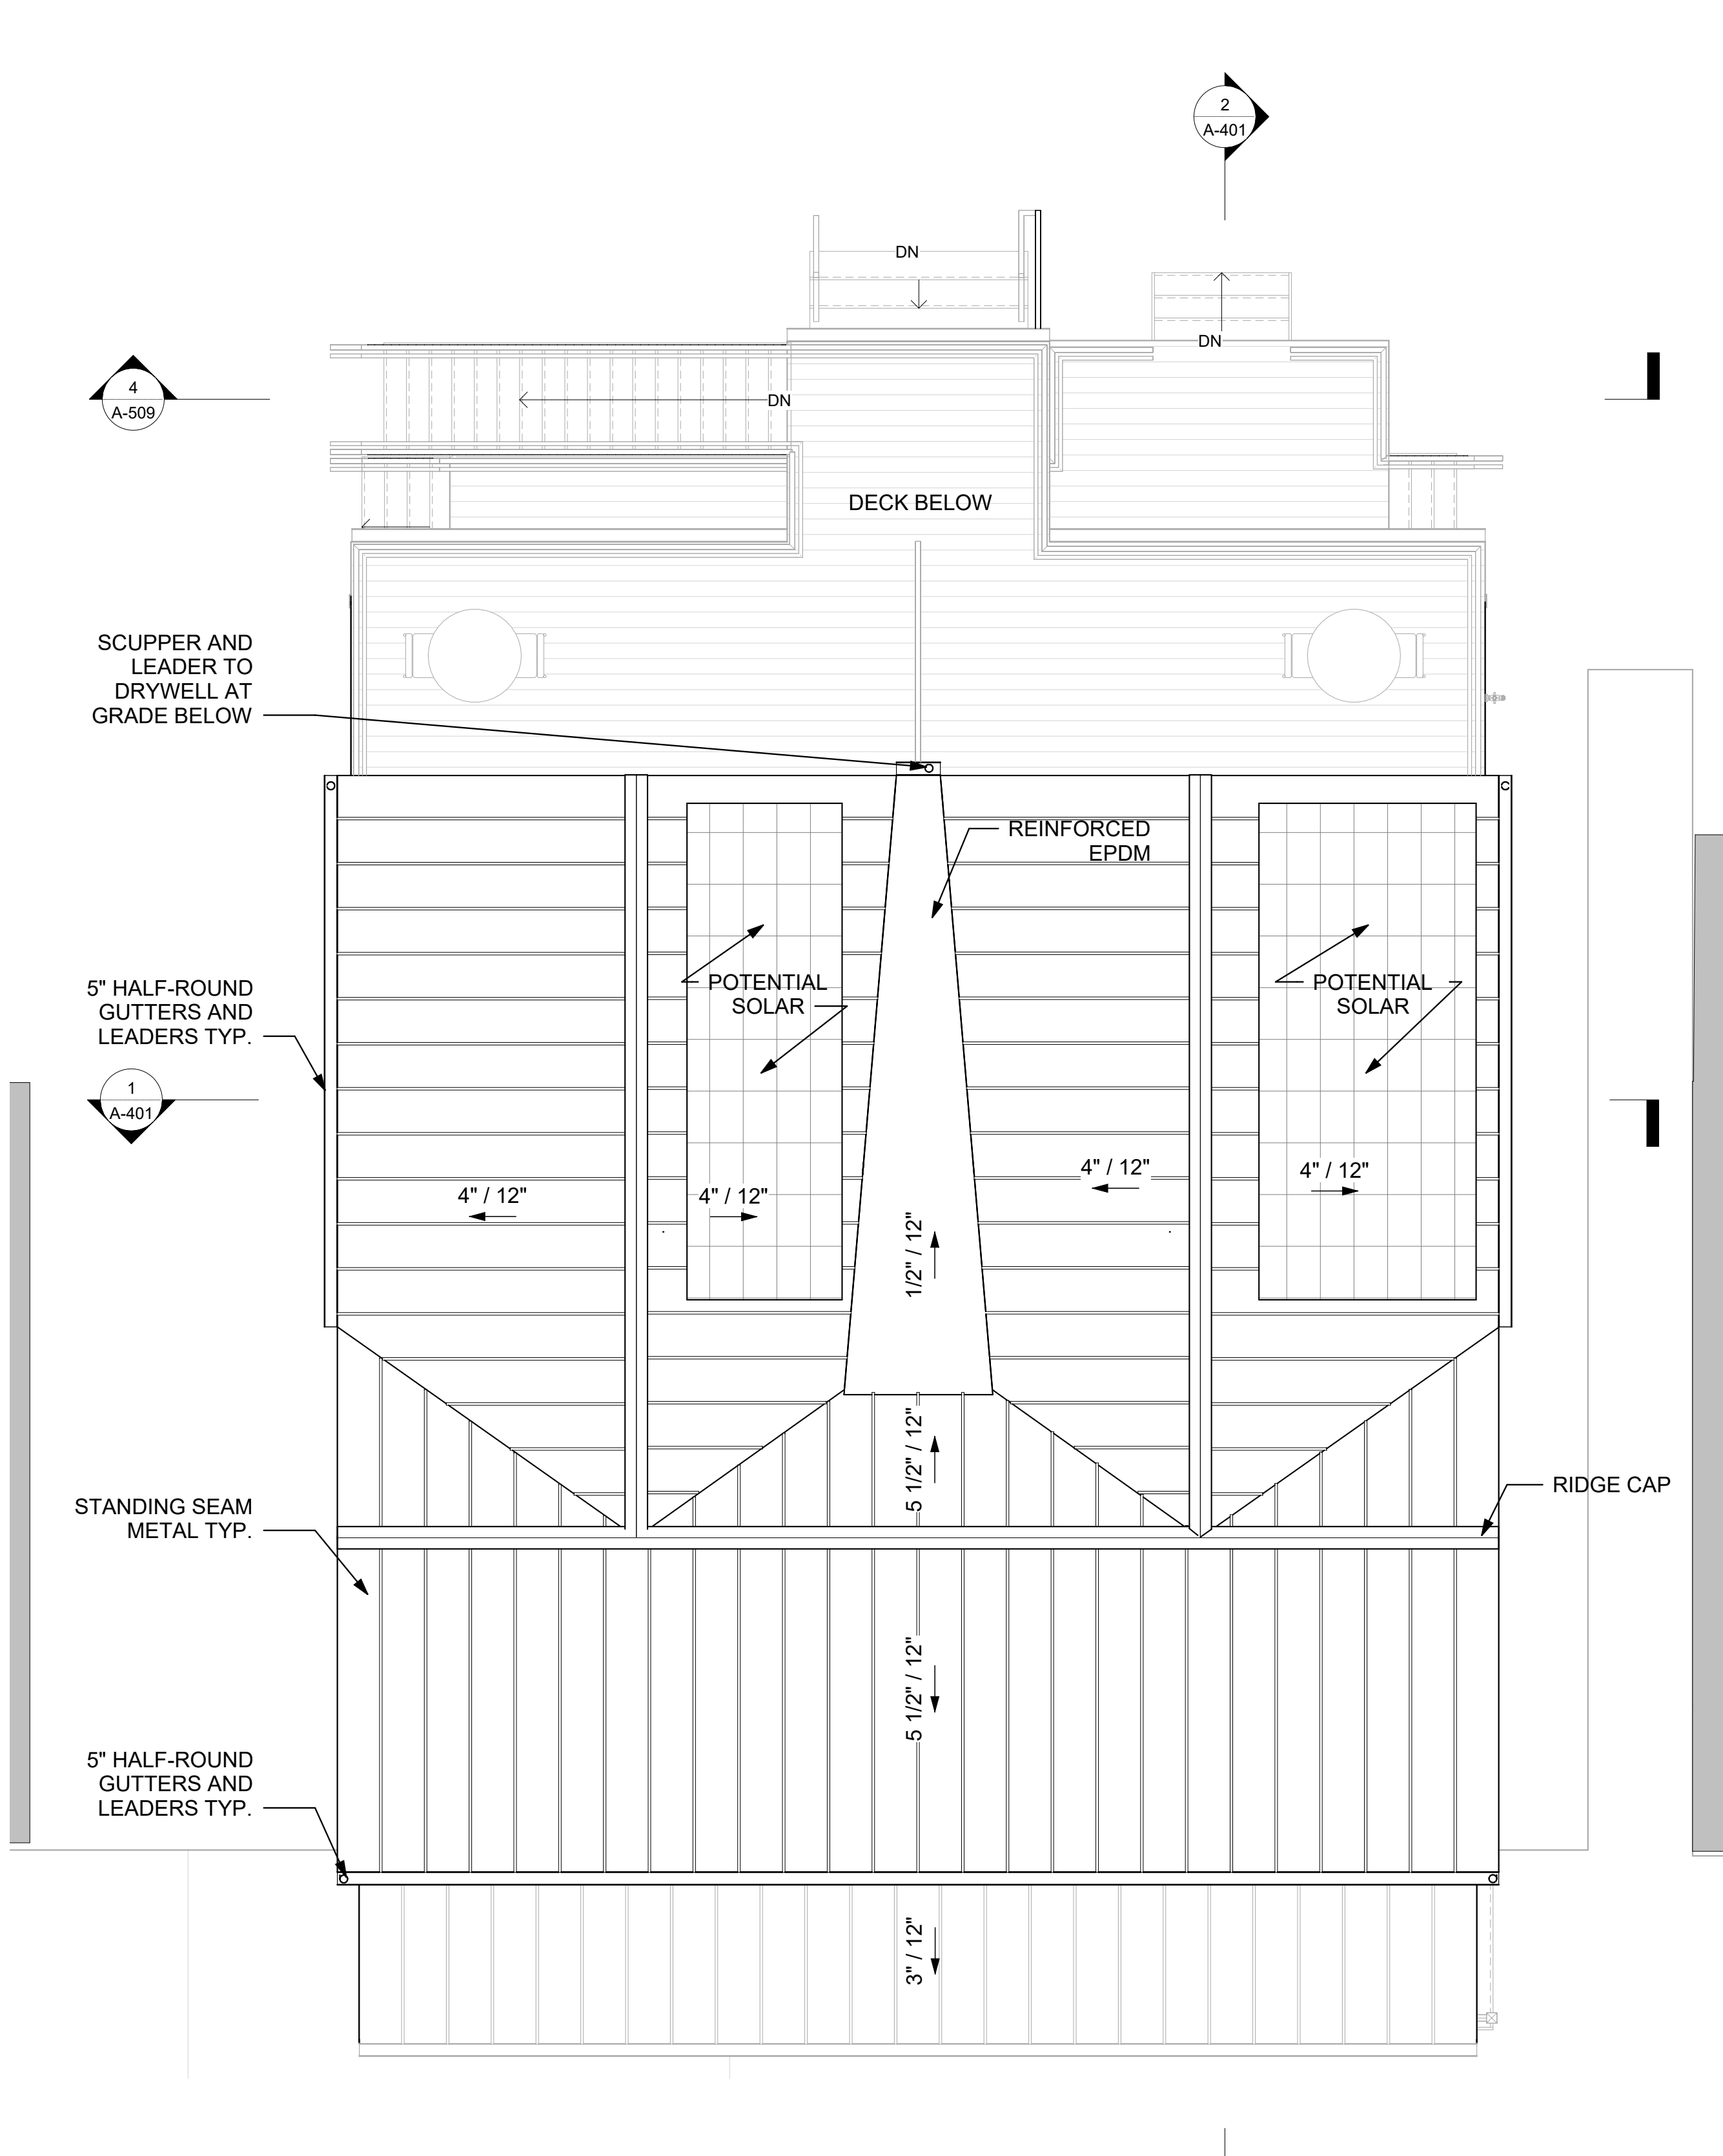 2
A-401
DN
DN
4
A-509
DN
DECK BELOW
SCUPPER AND
LEADER TO
DRYWELL AT
GRADE BELOW
REINFORCED
EPDM
5" HALF-ROUND
GUTTERS AND
LEADERS TYP.
POTENTIAL
SOLAR
POTENTIAL
SOLAR
1
A-401
4" / 12"
4" / 12"
4" / 12"
4" / 12"
1/2" / 12"
5 1/2" / 12"
RIDGE CAP
STANDING SEAM
METAL TYP.
5 1/2" / 12"
5" HALF-ROUND
GUTTERS AND
LEADERS TYP.
3" / 12"